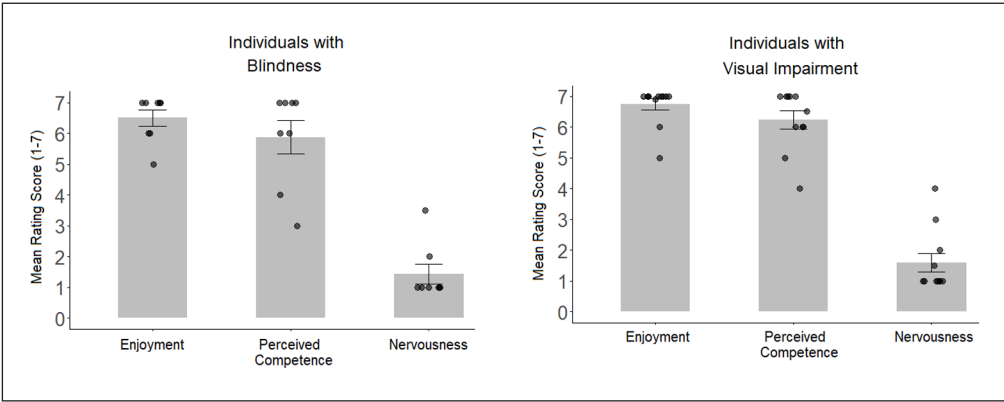 Individuals with
Blindness
Mean Rating Score (1-7)
7
6
5
4
3
2
1
0
Enjoyment
Perceived
Competence
Nervousness
Individuals with
Visual Impairment
Mean Rating Score (1-7)
7
6
5
4
3
2
1
0
Enjoyment
Perceived
Competence
Nervousness